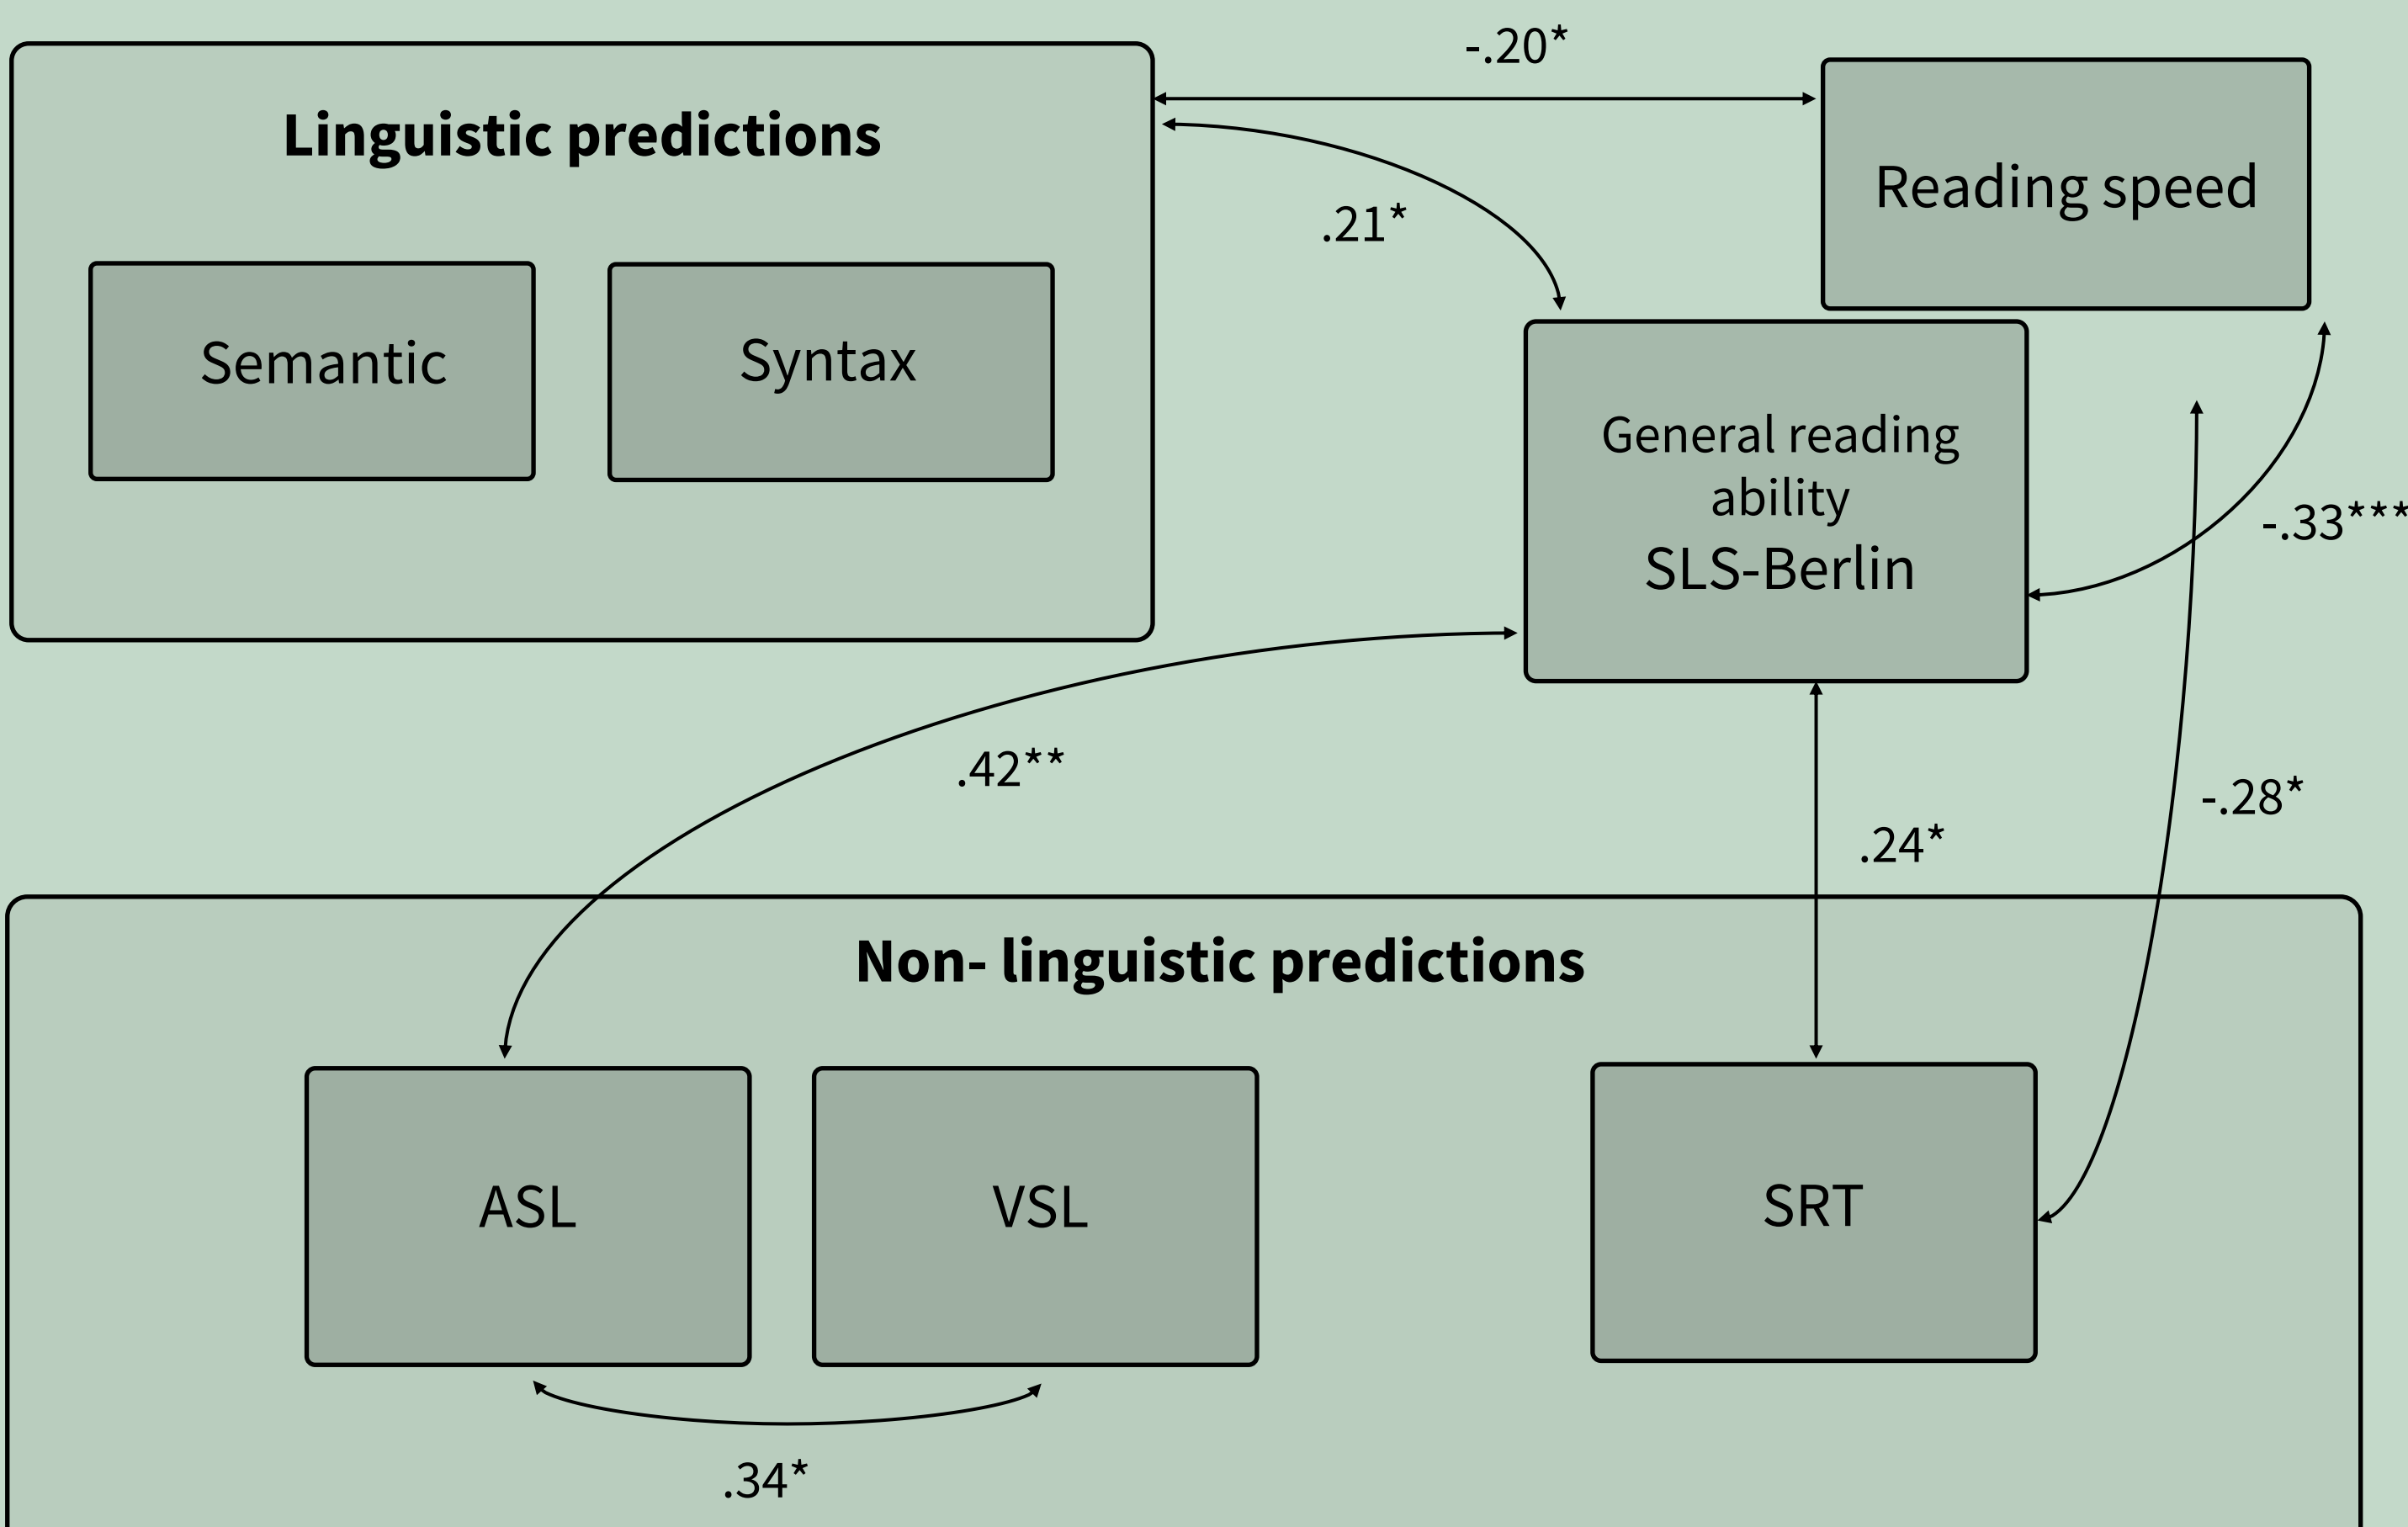 -.20*
Linguistic predictions
Reading speed
.21*
Semantic
Syntax
General reading
ability
SLS-Berlin
-.33***
.42**
-.28*
.24*
Non- linguistic predictions
ASL
VSL
SRT
.34*